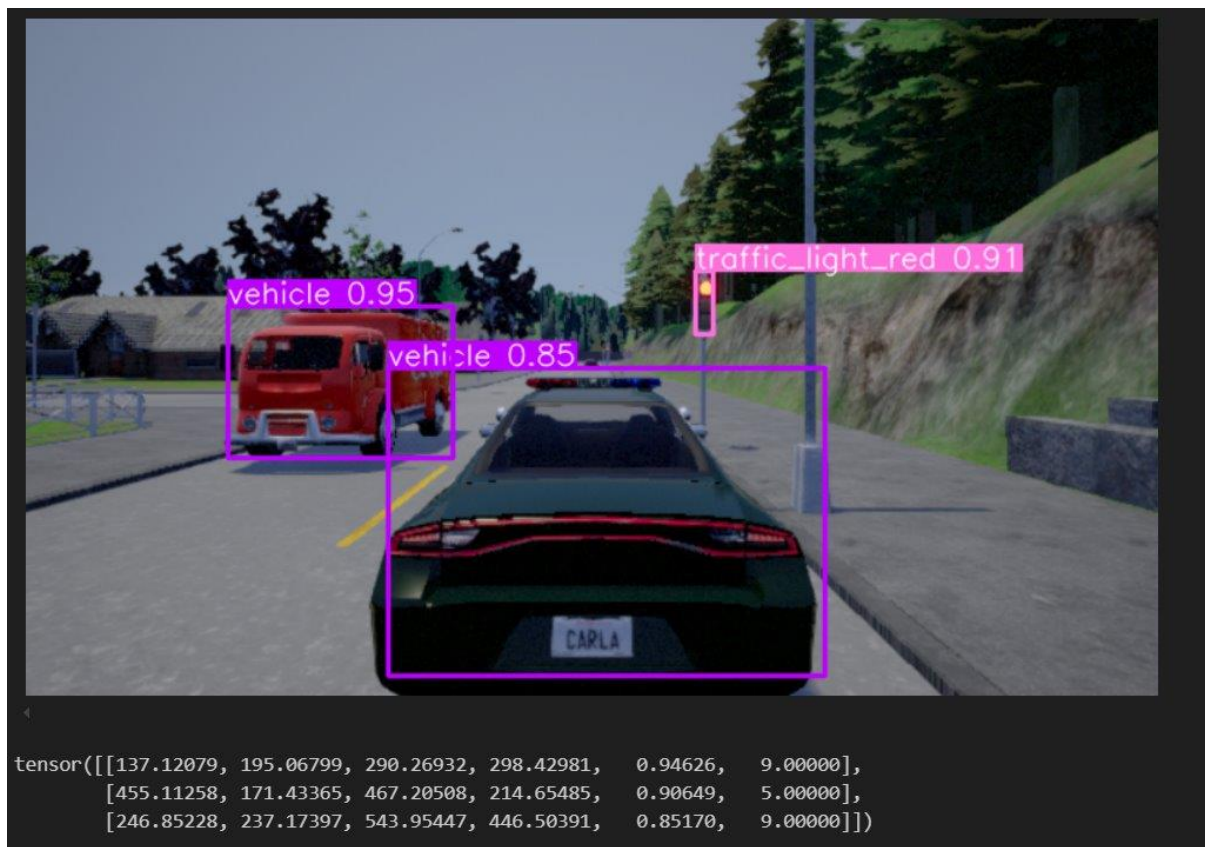 traffic_light_red 0.91
vehicle 0.95
vehicle 0.85
CARLA
tensor([[137.12079, 195.06799, 290.26932, 298.42981, 0.94626, 9.00000],
[455.11258, 171.43365, 467.20508, 214.65485, 0.90649, 5.00000],
[246.85228, 237.17397, 543.95447, 446.50391, 0.85170, 9.00000]])